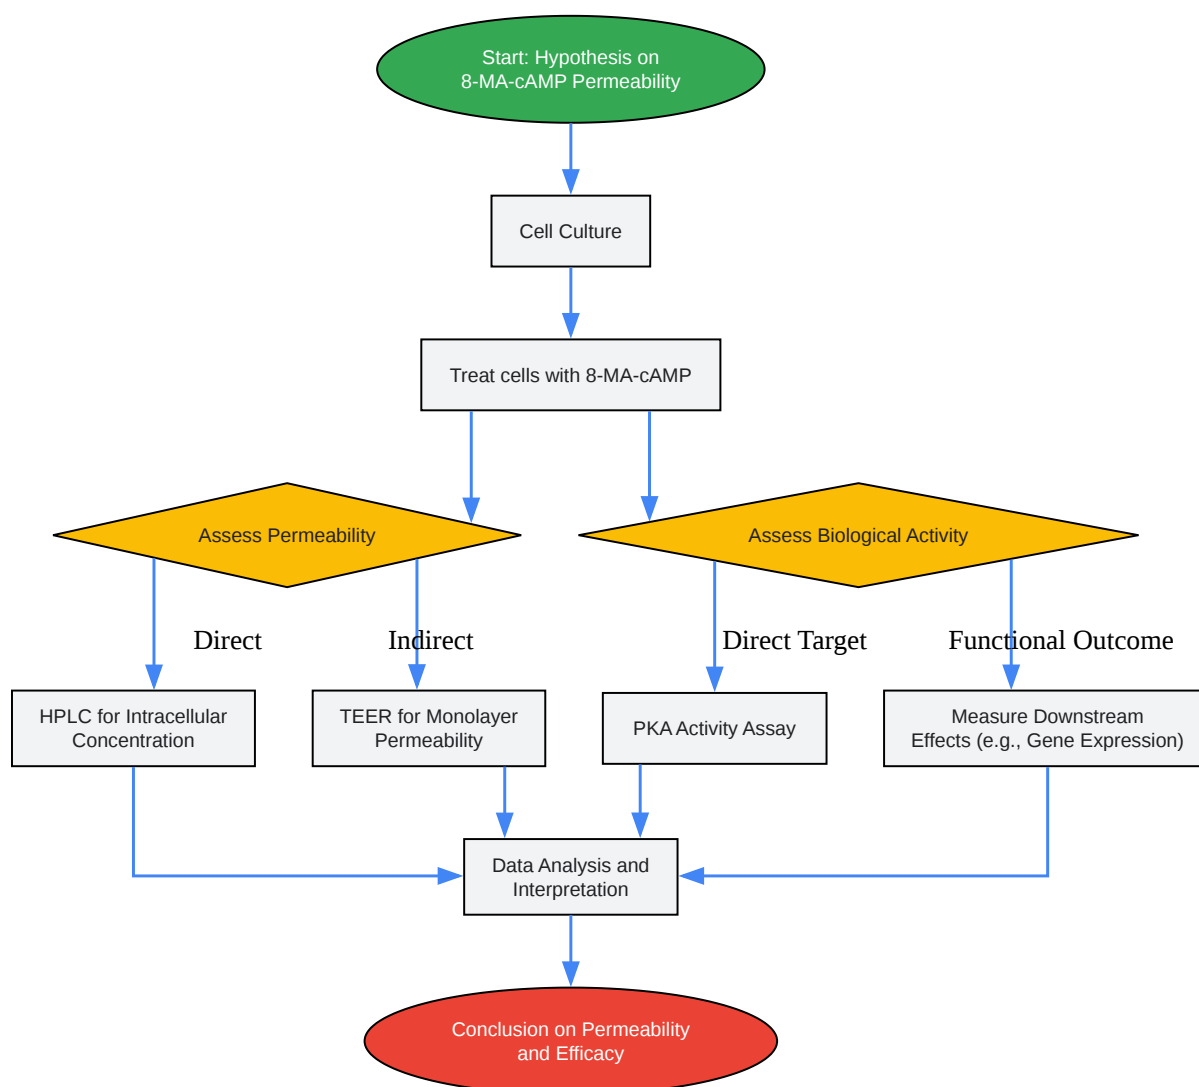 Start: Hypothesis on
8-MA-cAMP Permeability
Cell Culture
Treat cells with 8-MA-cAMP
Assess Permeability
Assess Biological Activity
Direct
Indirect
Direct Target
Functional Outcome
HPLC for Intracellular
Concentration
TEER for Monolayer
Permeability
PKA Activity Assay
Measure Downstream
Effects (e.g., Gene Expression)
Data Analysis and
Interpretation
Conclusion on Permeability
and Efficacy